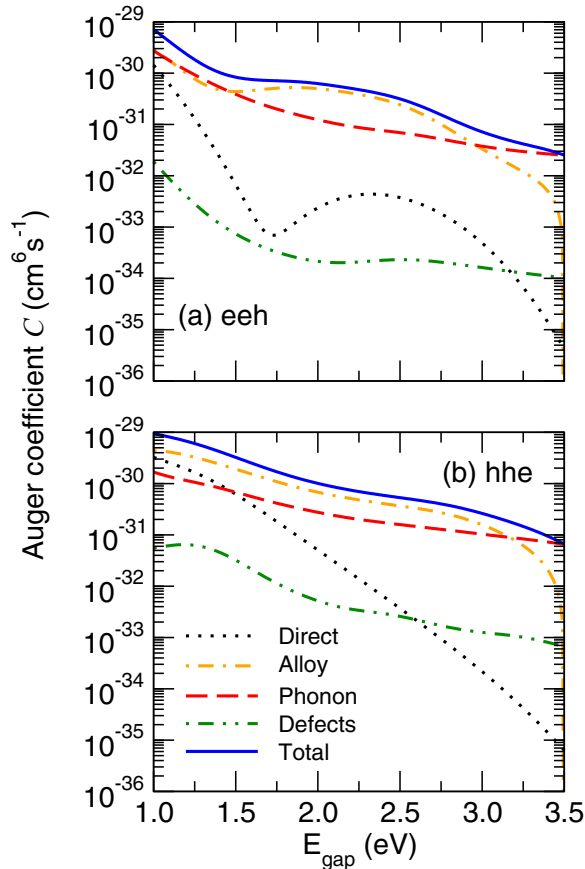 Auger coefficient C (cm⁶ s⁻¹)
10⁻²⁹
10⁻³⁰
10⁻³¹
10⁻³²
10⁻³³
10⁻³⁴
10⁻³⁵
10⁻³⁶
(a) eeh
10⁻²⁹
10⁻³⁰
10⁻³¹
10⁻³²
10⁻³³
10⁻³⁴
10⁻³⁵
10⁻³⁶
(b) hhe
Direct
Alloy
Phonon
Defects
Total
1.0 1.5 2.0 2.5 3.0 3.5
E_gap (eV)